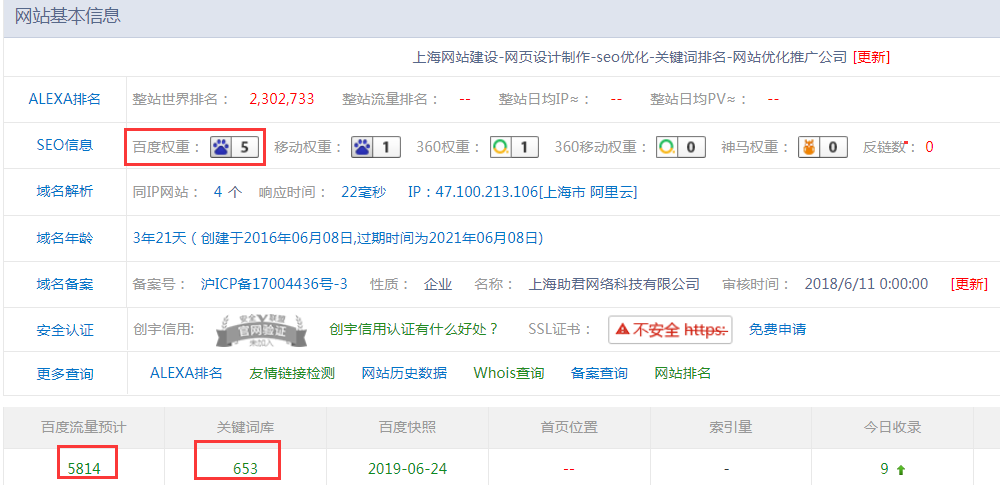 网站基本信息
上海网站建设-网页设计制作-seo优化-关键词排名-网站优化推广公司 [更新]
ALEXA排名 整站世界排名： 2,302,733 整站流量排名： -- 整站日均IP≈： -- 整站日均PV≈： --
SEO信息 百度权重： 5 移动权重： 1 360权重： 1 360移动权重： 0 神马权重： 0 反链数： 0
域名解析 同IP网站： 4 个 响应时间： 22毫秒 IP：47.100.213.106[上海市 阿里云]
域名年龄 3年21天 ( 创建于2016年06月08日,过期时间为2021年06月08日)
域名备案 备案号： 沪ICP备17004436号-3 性质： 企业 名称： 上海助君网络科技有限公司 审核时间： 2018/6/11 0:00:00 [更新]
安全认证 创宇信用: 安全联盟 官网验证 未加入 创宇信用认证有什么好处？ SSL证书： 不安全 https: 免费申请
更多查询 ALEXA排名 友情链接检测 网站历史数据 Whois查询 备案查询 网站排名
百度流量预计 关键词库 百度快照 首页位置 索引量 今日收录
5814 653 2019-06-24 -- - 9